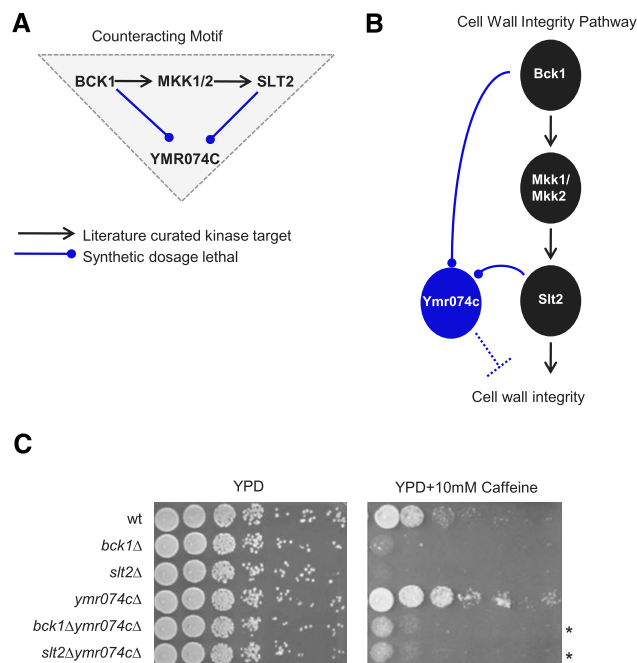 A
Counteracting Motif
BCK1 MKK1/2 SLT2
YMR074C
Literature curated kinase target
Synthetic dosage lethal
B
Cell Wall Integrity Pathway
Bck1
Mkk1/
Mkk2
Ymr074c
Slt2
Cell wall integrity
C
YPD
YPD+10mM Caffeine
wt
bck1Δ
slt2Δ
ymr074cΔ
bck1Δymr074cΔ *
slt2Δymr074cΔ *